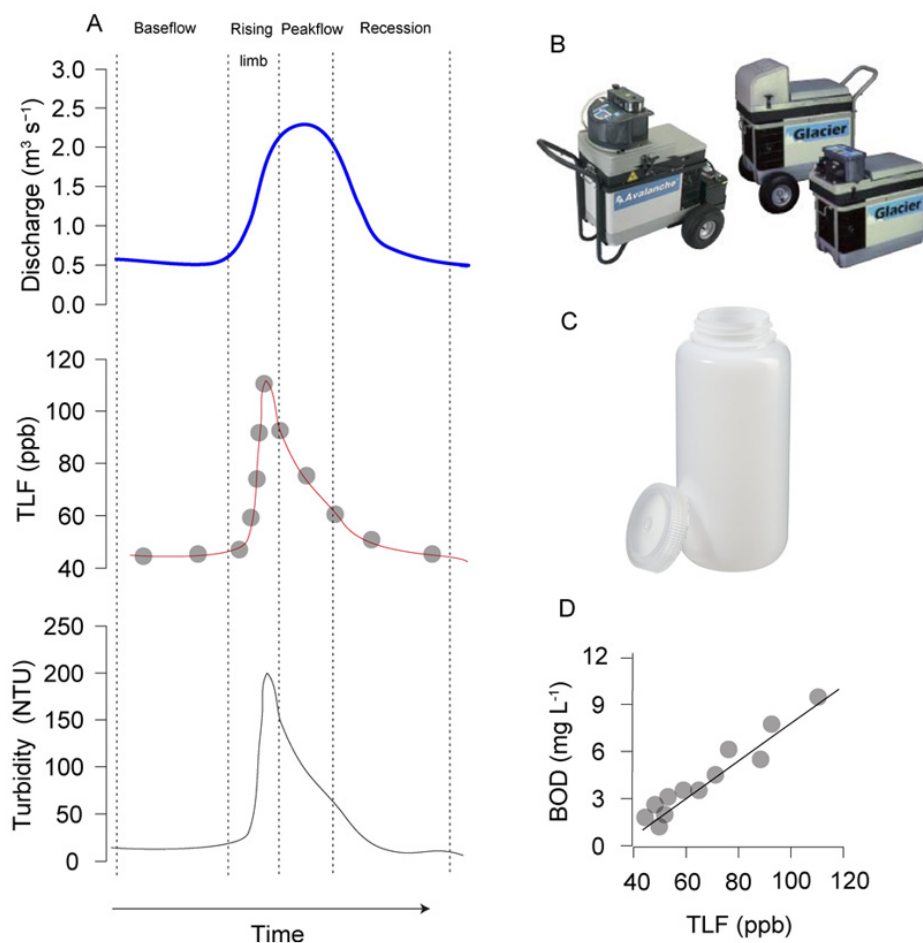 A
Baseflow
Rising
limb
Peakflow
Recession
Discharge (m³ s⁻¹)
3.0
2.5
2.0
1.5
1.0
0.5
0.0
TLF (ppb)
120
100
80
60
40
Turbidity (NTU)
250
200
150
100
50
0
Time
B
Avalanche
Glacier
Glacier
C
D
BOD (mg L⁻¹)
12
9
6
3
0
40 60 80 100 120
TLF (ppb)